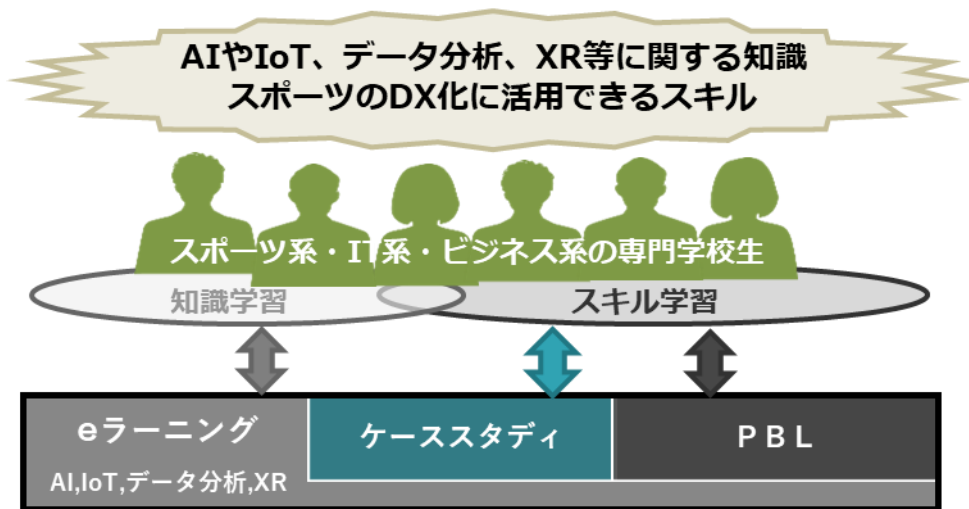 AIやIoT、データ分析、XR等に関する知識
スポーツのDX化に活用できるスキル
スポーツ系・IT系・ビジネス系の専門学校生
知識学習
スキル学習
eラーニング
AI,IoT,データ分析,XR
ケーススタディ
PBL